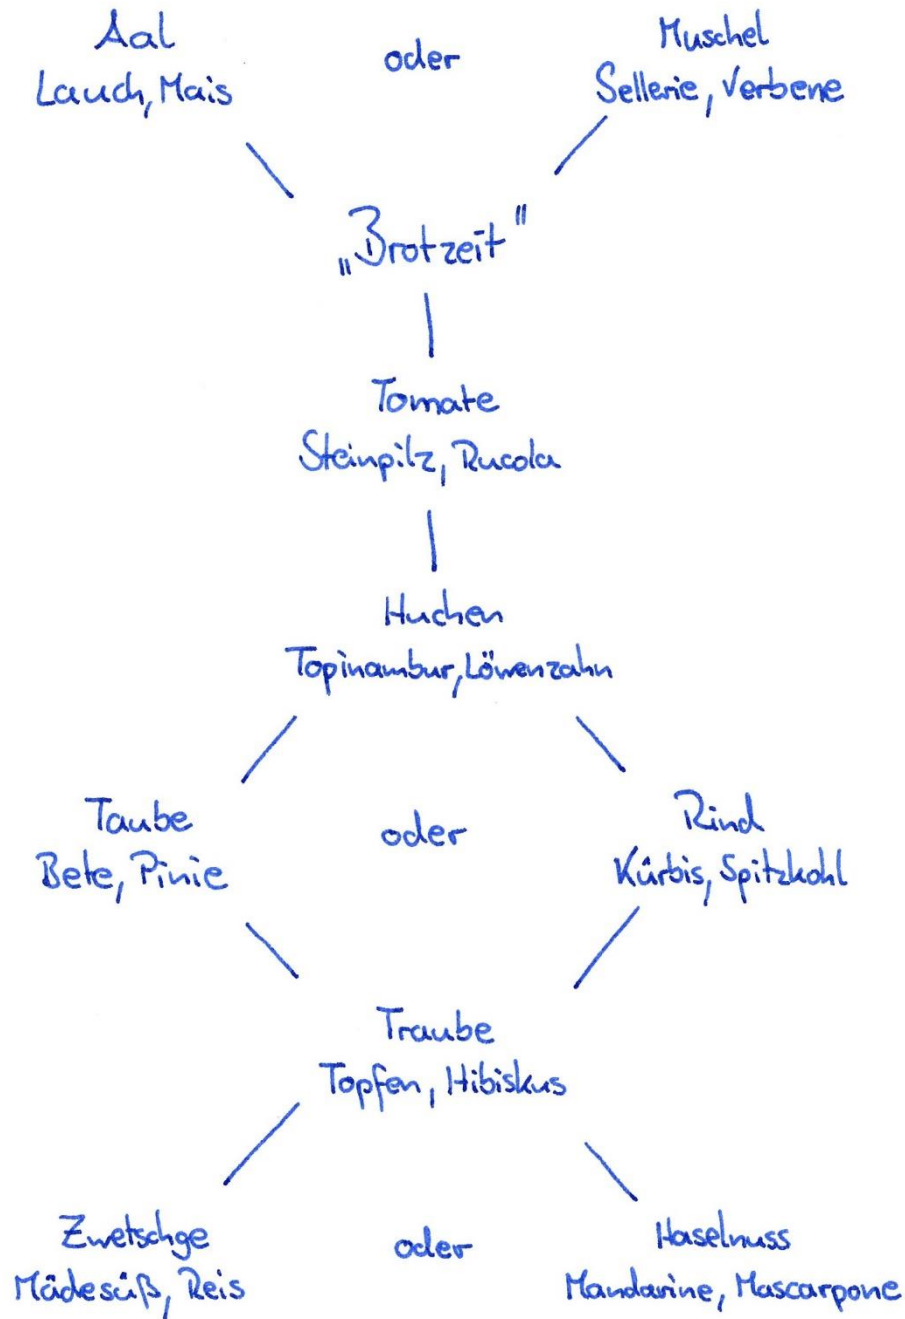 Aal oder Muschel
Lauch, Mais Sellerie, Verbene
„Brotzeit"
Tomate
Steinpilz, Rucola
Huchen
Topinambur, Löwenzahn
Taube oder Rind
Bete, Pinie Kürbis, Spitzkohl
Traube
Topfen, Hibiskus
Zwetschge oder Haselnuss
Mädesüß, Reis Mandarine, Mascarpone